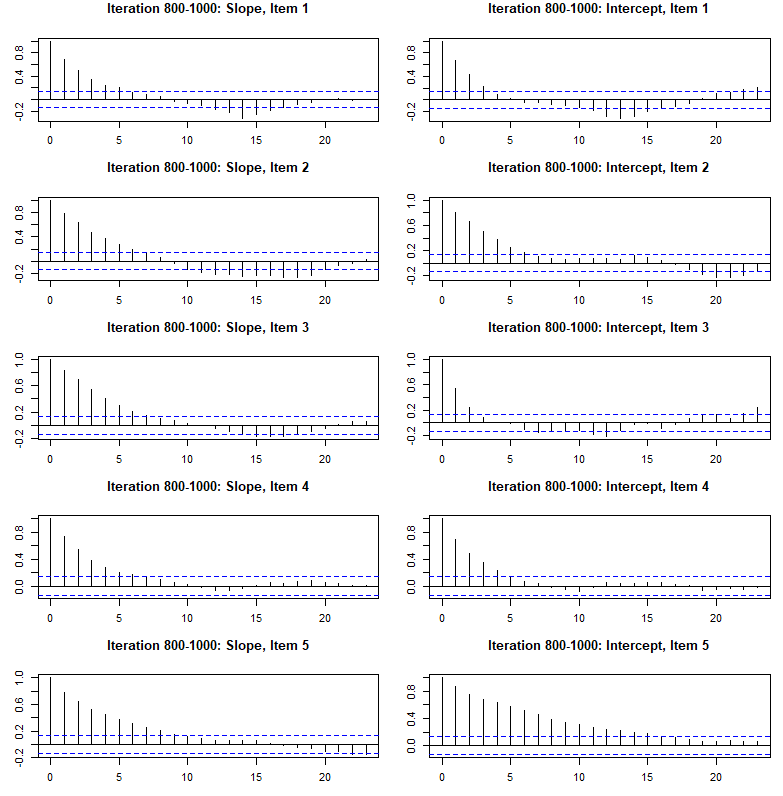 Iteration 800-1000: Slope, Item 1
Iteration 800-1000: Intercept, Item 1
-0.2 0.4 0.8
0 5 10 15 20
-0.2 0.4 0.8
0 5 10 15 20
Iteration 800-1000: Slope, Item 2
Iteration 800-1000: Intercept, Item 2
-0.2 0.4 0.8
0 5 10 15 20
-0.2 0.2 0.6 1.0
0 5 10 15 20
Iteration 800-1000: Slope, Item 3
Iteration 800-1000: Intercept, Item 3
-0.2 0.2 0.6 1.0
0 5 10 15 20
-0.2 0.2 0.6 1.0
0 5 10 15 20
Iteration 800-1000: Slope, Item 4
Iteration 800-1000: Intercept, Item 4
0.0 0.4 0.8
0 5 10 15 20
0.0 0.4 0.8
0 5 10 15 20
Iteration 800-1000: Slope, Item 5
Iteration 800-1000: Intercept, Item 5
-0.2 0.2 0.6 1.0
0 5 10 15 20
0.0 0.4 0.8
0 5 10 15 20